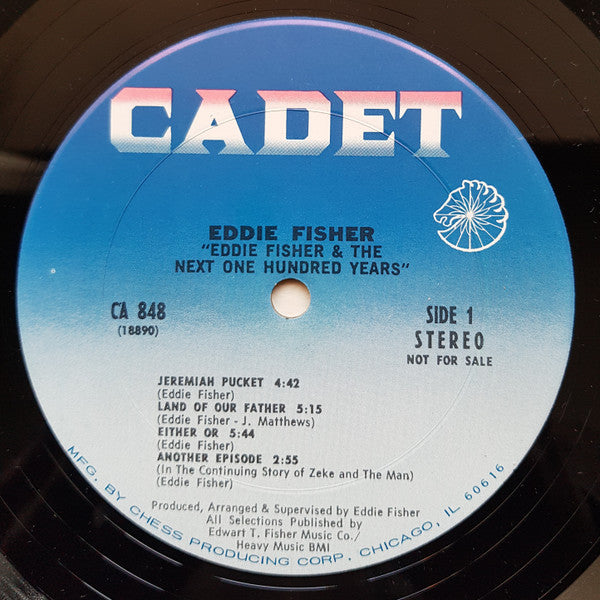 CADET
EDDIE FISHER
"EDDIE FISHER & THE
NEXT ONE HUNDRED YEARS"
CA 848
(18890)
SIDE 1
STEREO
NOT FOR SALE
JEREMIAH PUCKET 4:42
(Eddie Fisher)
LAND OF OUR FATHER 5:15
(Eddie Fisher - J. Matthews)
EITHER OR 5:44
(Eddie Fisher)
ANOTHER EPISODE 2:55
(In The Continuing Story of Zeke and The Man)
(Eddie Fisher)
Produced, Arranged & Supervised by Eddie Fisher
All Selections Published by
Edwart T. Fisher Music Co./
Heavy Music BMI
MFG. BY CHESS PRODUCING CORP. CHICAGO, IL 60616